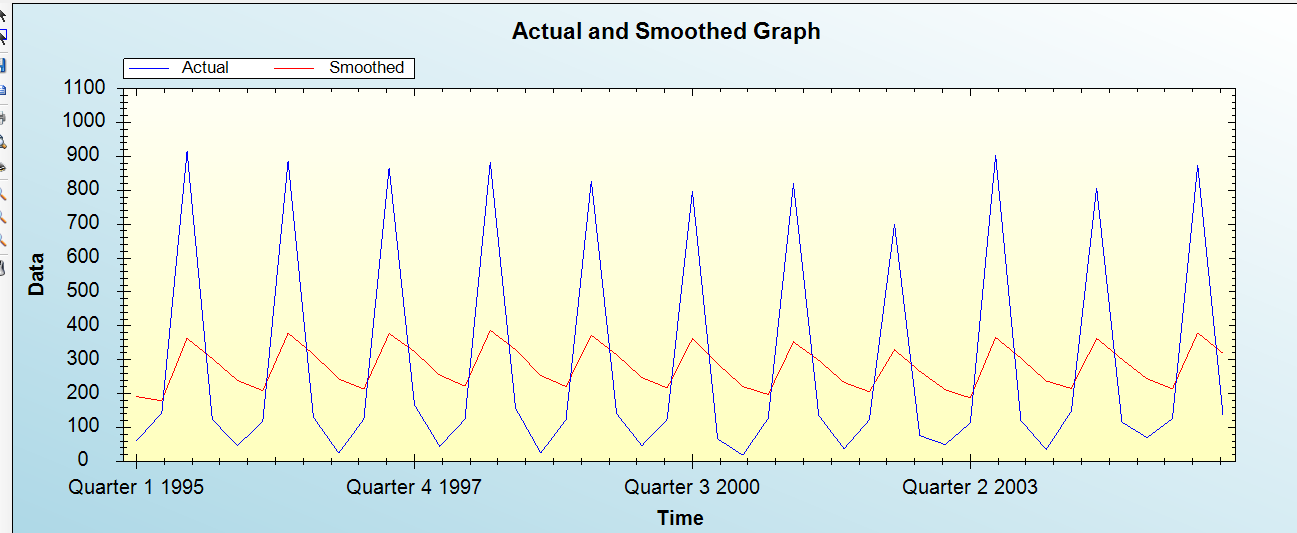 Actual and Smoothed Graph
Actual Smoothed
1100
1000
900
800
700
600
500
400
300
200
100
0
Data
Quarter 1 1995 Quarter 4 1997 Quarter 3 2000 Quarter 2 2003
Time